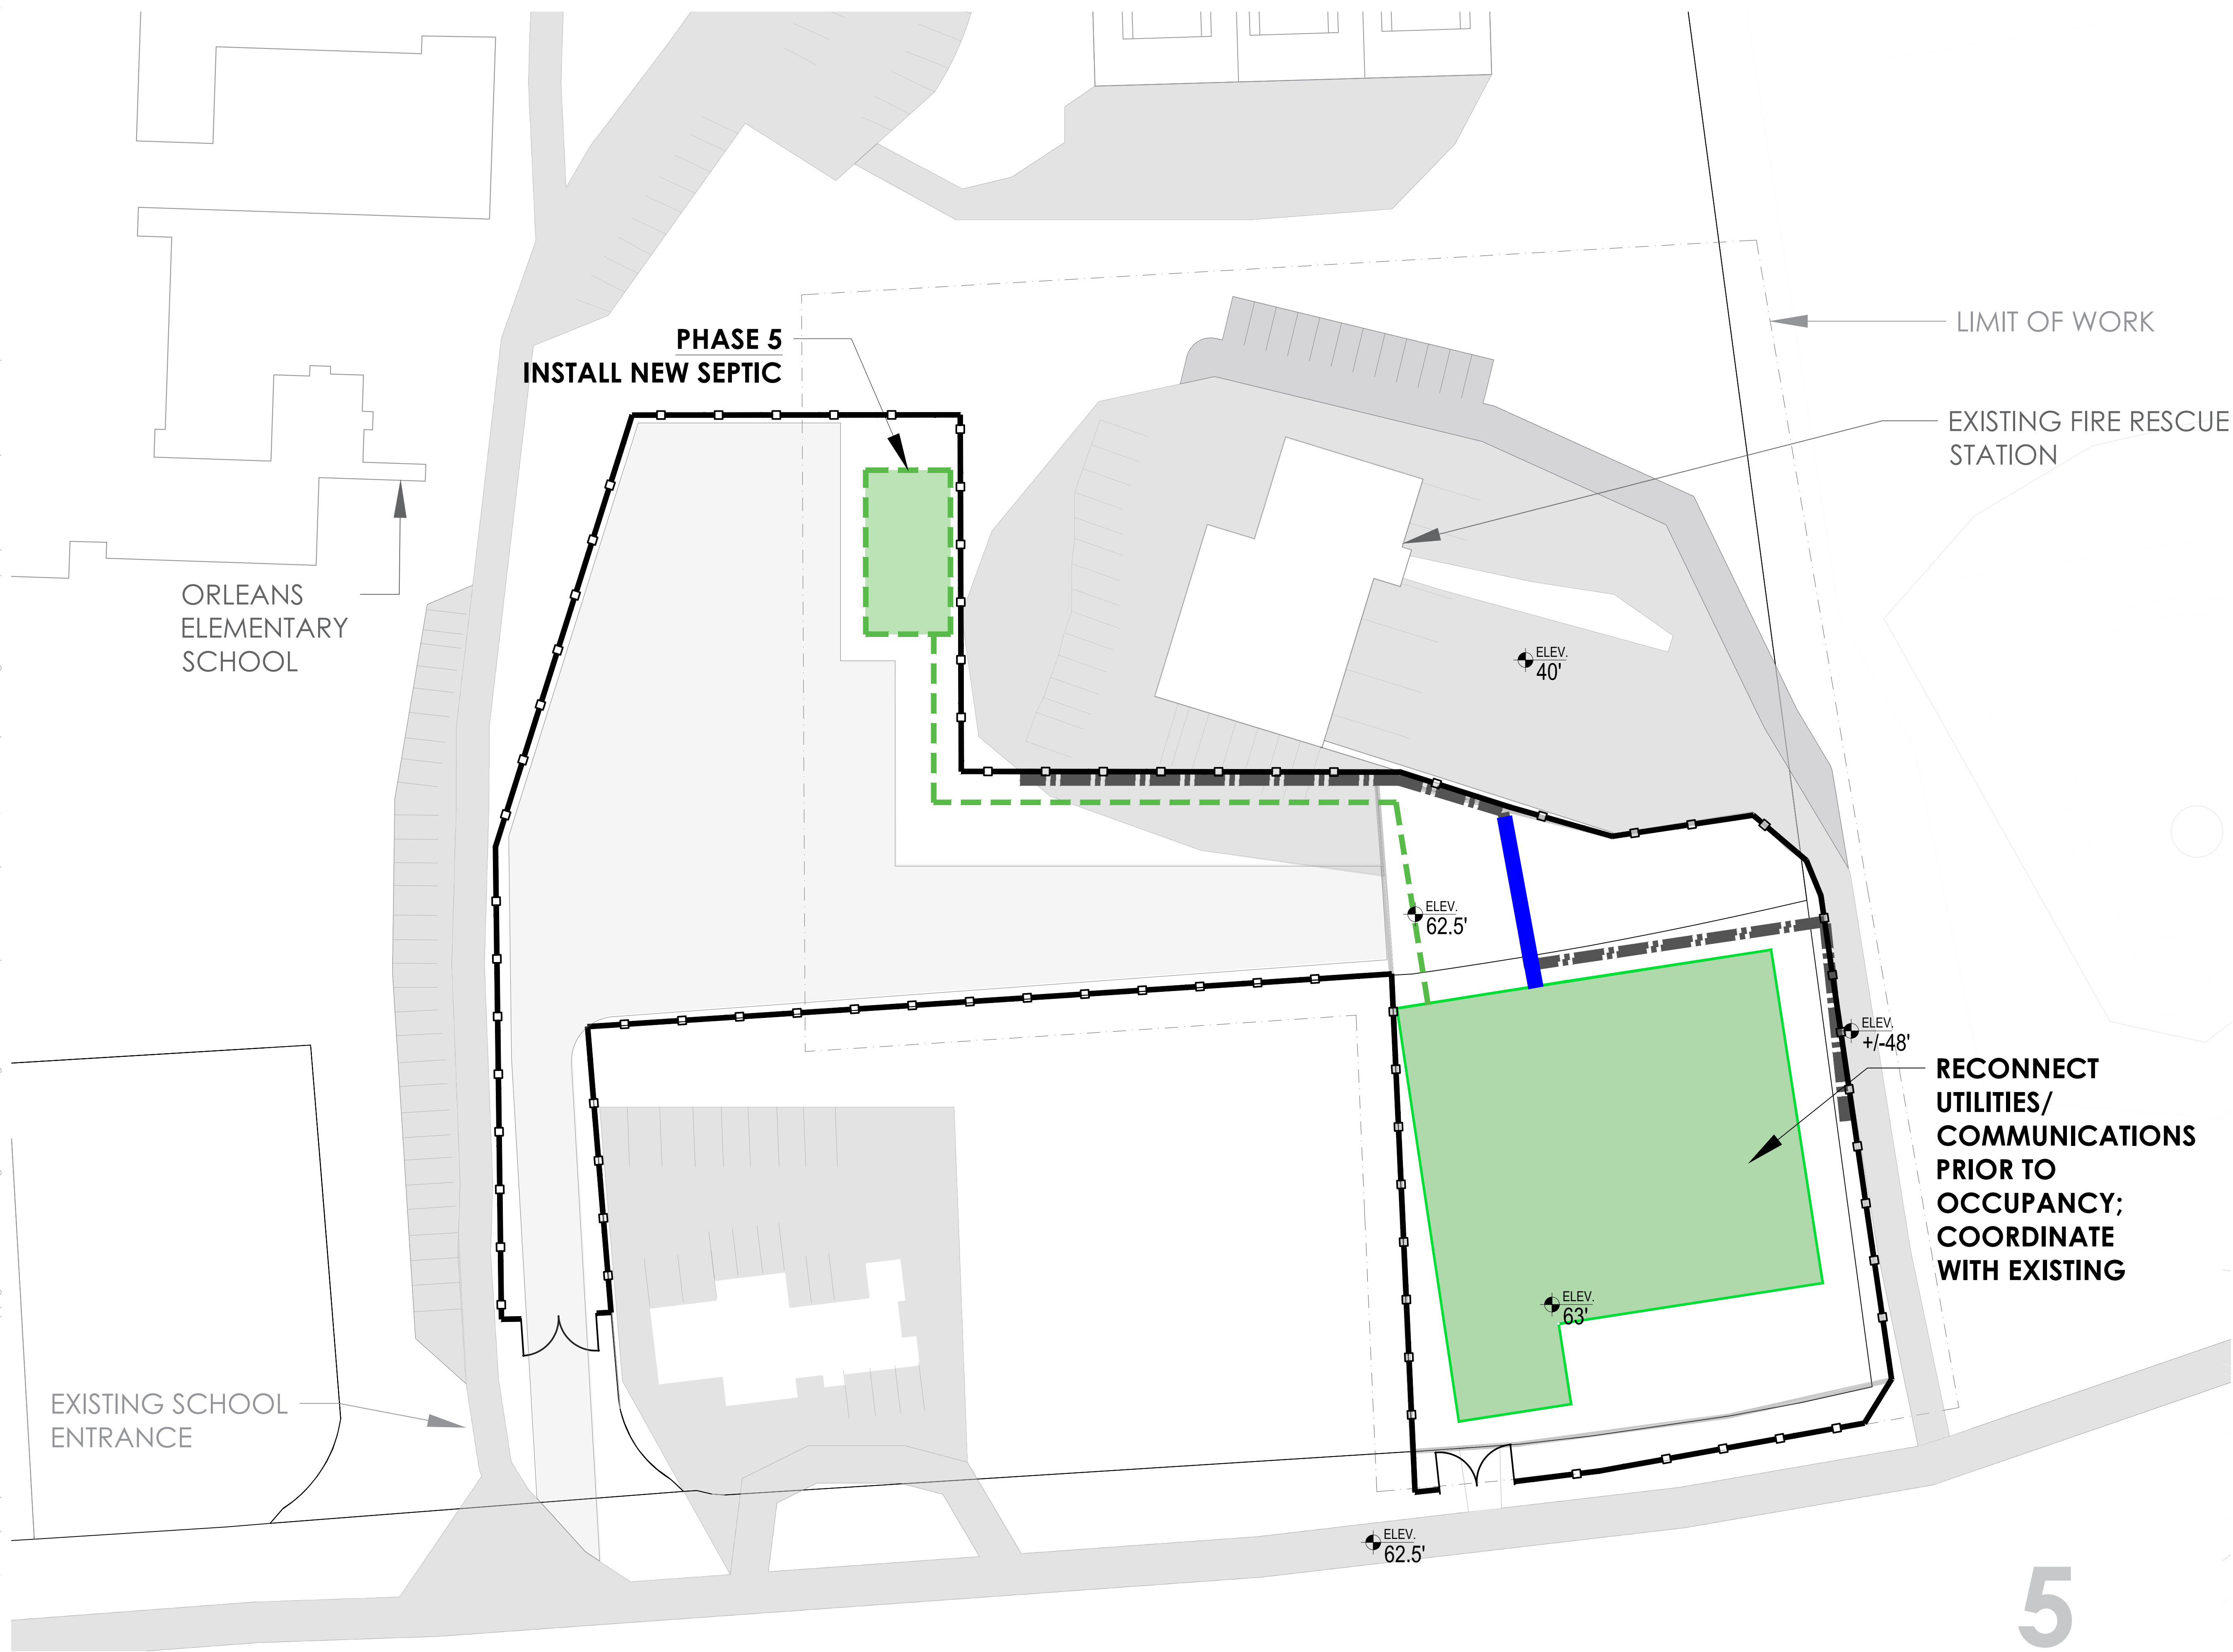 LIMIT OF WORK
PHASE 5
INSTALL NEW SEPTIC
EXISTING FIRE RESCUE
STATION
ORLEANS
ELEMENTARY
SCHOOL
ELEV.
40'
ELEV.
62.5'
ELEV.
+/-48'
RECONNECT
UTILITIES/
COMMUNICATIONS
PRIOR TO
OCCUPANCY;
COORDINATE
WITH EXISTING
ELEV.
63'
EXISTING SCHOOL
ENTRANCE
ELEV.
62.5'
5